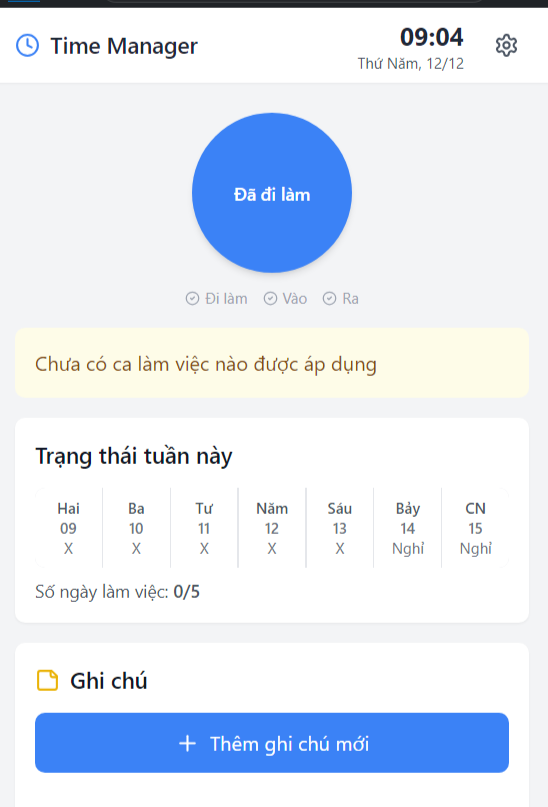 Time Manager
09:04
Thứ Năm, 12/12
Đã đi làm
Đi làm Vào Ra
Chưa có ca làm việc nào được áp dụng
Trạng thái tuần này
Hai Ba Tư Năm Sáu Bảy CN
09 10 11 12 13 14 15
X X X X X Nghỉ Nghỉ
Số ngày làm việc: 0/5
Ghi chú
Thêm ghi chú mới